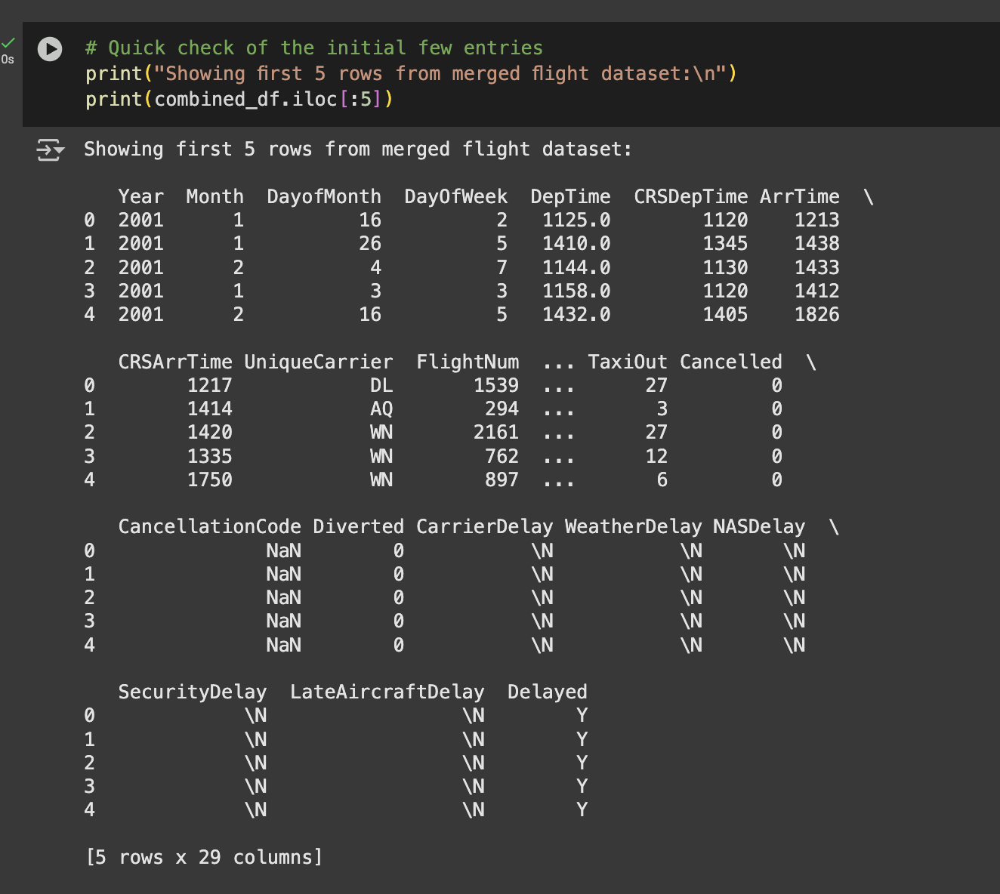 0s
# Quick check of the initial few entries
print("Showing first 5 rows from merged flight dataset:\n")
print(combined_df.iloc[:5])
Showing first 5 rows from merged flight dataset:
   Year  Month  DayofMonth  DayOfWeek  DepTime  CRSDepTime ArrTime  \
0  2001      1          16          2   1125.0        1120    1213
1  2001      1          26          5   1410.0        1345    1438
2  2001      2           4          7   1144.0        1130    1433
3  2001      1           3          3   1158.0        1120    1412
4  2001      2          16          5   1432.0        1405    1826
   CRSArrTime UniqueCarrier  FlightNum  ... TaxiOut Cancelled  \
0        1217            DL       1539  ...      27         0
1        1414            AQ        294  ...       3         0
2        1420            WN       2161  ...      27         0
3        1335            WN        762  ...      12         0
4        1750            WN        897  ...       6         0
   CancellationCode Diverted CarrierDelay WeatherDelay NASDelay  \
0               NaN        0           \N           \N       \N
1               NaN        0           \N           \N       \N
2               NaN        0           \N           \N       \N
3               NaN        0           \N           \N       \N
4               NaN        0           \N           \N       \N
   SecurityDelay  LateAircraftDelay  Delayed
0             \N                 \N        Y
1             \N                 \N        Y
2             \N                 \N        Y
3             \N                 \N        Y
4             \N                 \N        Y
[5 rows x 29 columns]